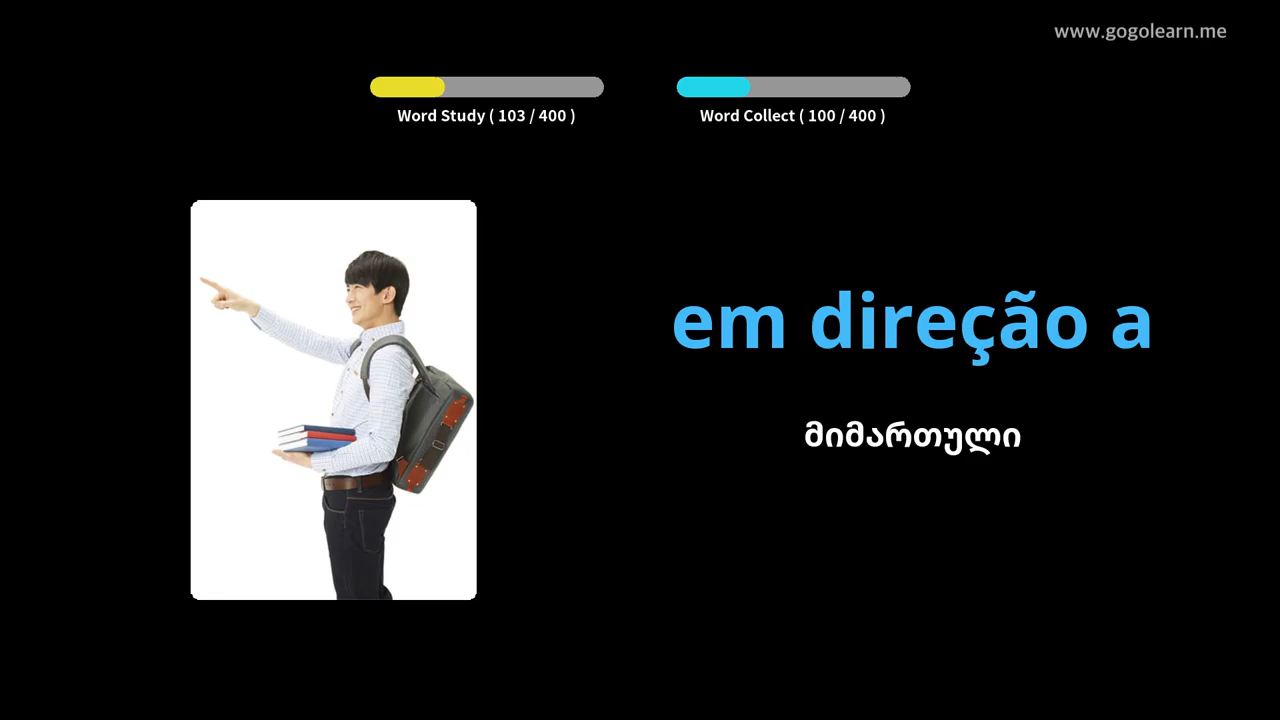 www.gogolearn.me
Word Study ( 103 / 400 )
Word Collect ( 100 / 400 )
em direção a
მიმართული